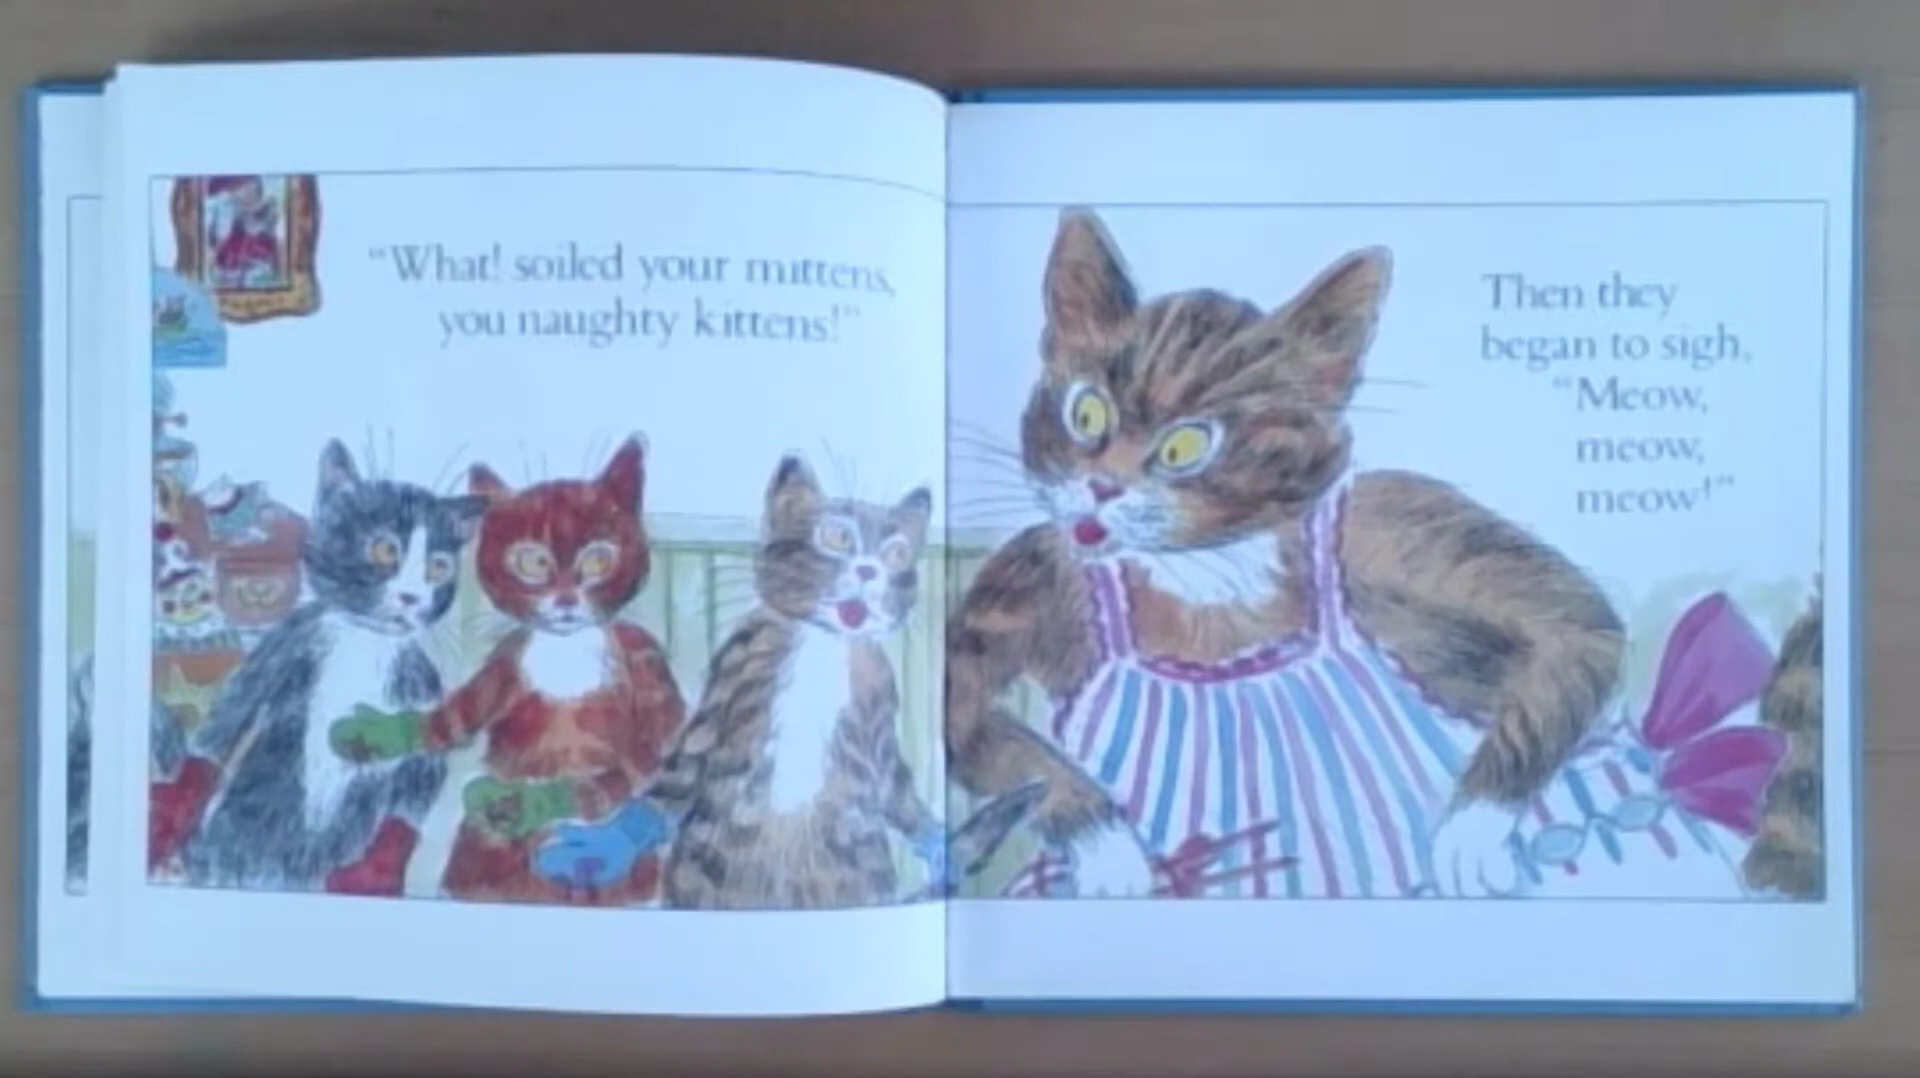 “What! soiled your mittens,
you naughty kittens!”
Then they
began to sigh,
“Meow,
meow,
meow!”